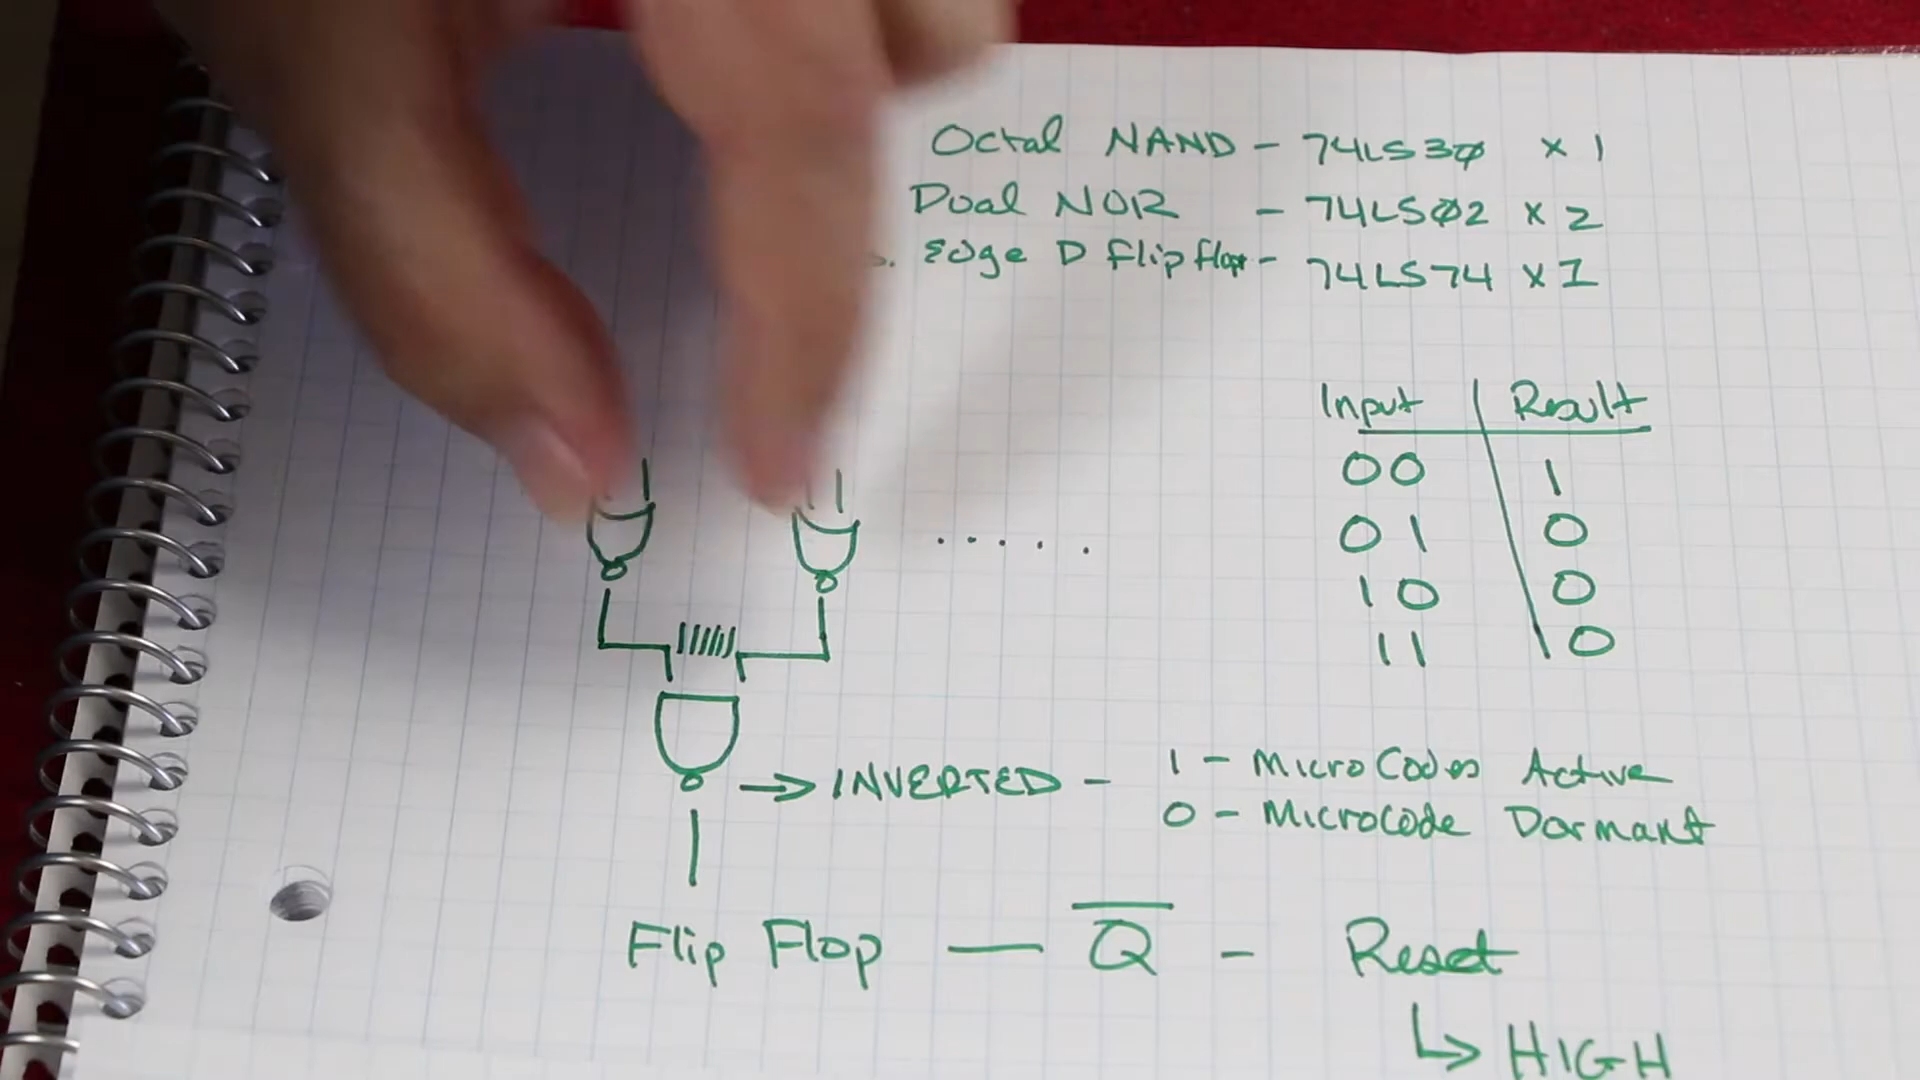 Octal NAND - 74LS30 x 1
Dual NOR - 74LS02 x 2
Edge D Flip flop - 74LS74 x 1
Input | Result
00 1
01 0
10 0
11 0
.....
→ INVERTED - 1 - MicroCodes Active
0 - MicroCode Dormant
Flip Flop — Q̅ - Reset
↳ HIGH